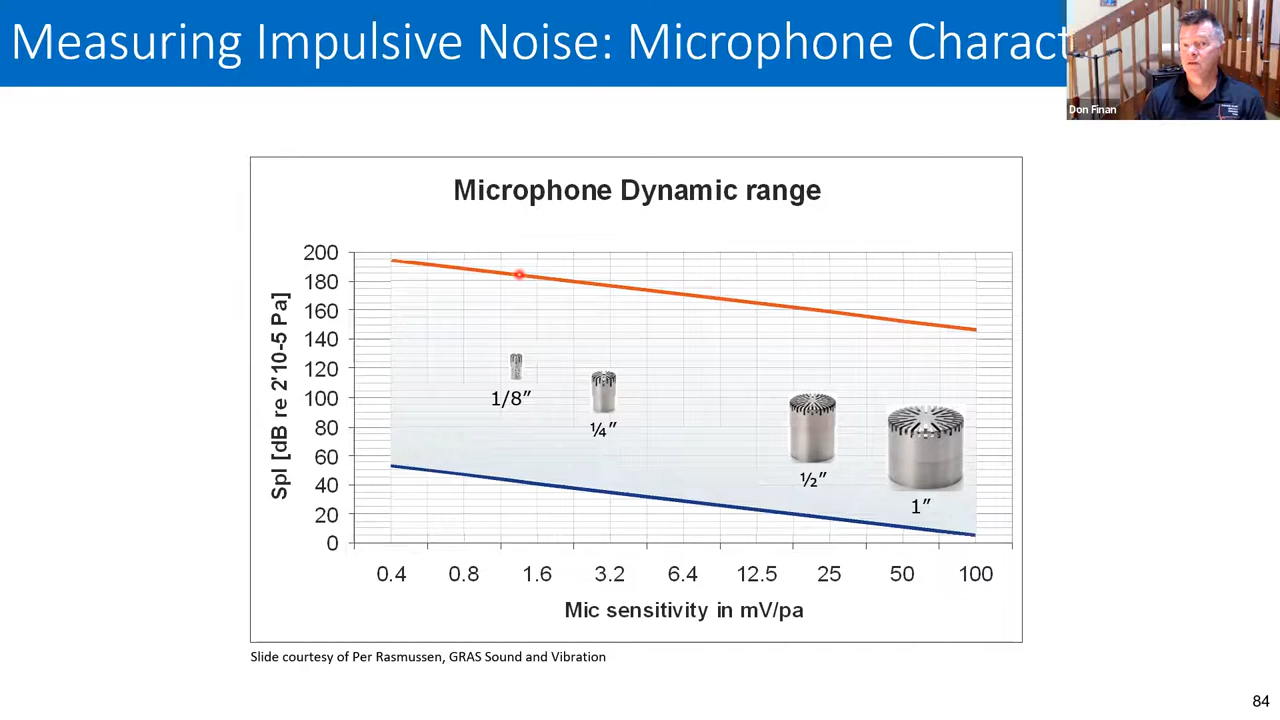 Measuring Impulsive Noise: Microphone Charact
Don Finan
Microphone Dynamic range
Spl [dB re 2'10-5 Pa]
200
180
160
140
120
100
80
60
40
20
0
1/8"
¼"
½"
1"
0.4 0.8 1.6 3.2 6.4 12.5 25 50 100
Mic sensitivity in mV/pa
Slide courtesy of Per Rasmussen, GRAS Sound and Vibration
84